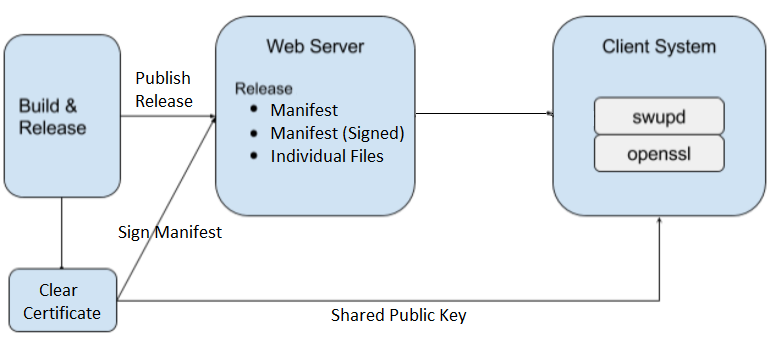 Build &
Release
Publish
Release
Web Server
Release
• Manifest
• Manifest (Signed)
• Individual Files
Client System
swupd
openssl
Sign Manifest
Clear
Certificate
Shared Public Key